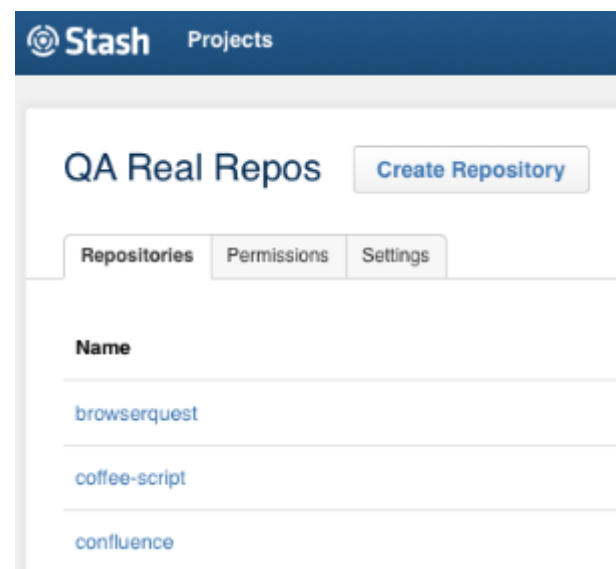 Stash Projects
QA Real Repos Create Repository
Repositories Permissions Settings
Name
browserquest
coffee-script
confluence